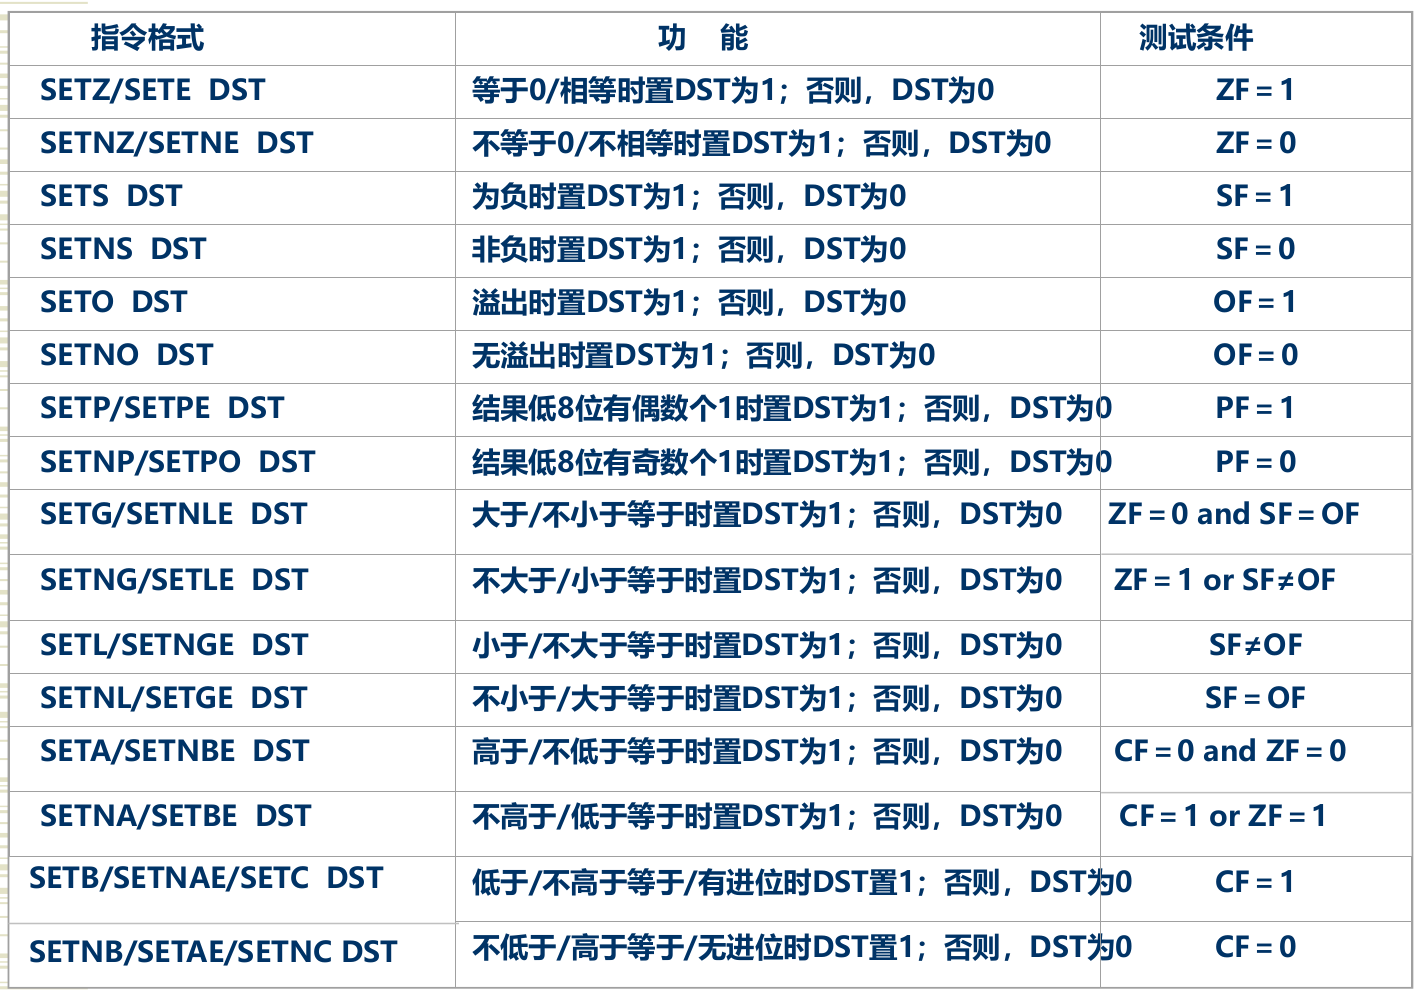 指令格式 功 能 测试条件
SETZ/SETE DST 等于0/相等时置DST为1；否则，DST为0 ZF＝1
SETNZ/SETNE DST 不等于0/不相等时置DST为1；否则，DST为0 ZF＝0
SETS DST 为负时置DST为1；否则，DST为0 SF＝1
SETNS DST 非负时置DST为1；否则，DST为0 SF＝0
SETO DST 溢出时置DST为1；否则，DST为0 OF＝1
SETNO DST 无溢出时置DST为1；否则，DST为0 OF＝0
SETP/SETPE DST 结果低8位有偶数个1时置DST为1；否则，DST为0 PF＝1
SETNP/SETPO DST 结果低8位有奇数个1时置DST为1；否则，DST为0 PF＝0
SETG/SETNLE DST 大于/不小于等于时置DST为1；否则，DST为0 ZF＝0 and SF＝OF
SETNG/SETLE DST 不大于/小于等于时置DST为1；否则，DST为0 ZF＝1 or SF≠OF
SETL/SETNGE DST 小于/不大于等于时置DST为1；否则，DST为0 SF≠OF
SETNL/SETGE DST 不小于/大于等于时置DST为1；否则，DST为0 SF＝OF
SETA/SETNBE DST 高于/不低于等于时置DST为1；否则，DST为0 CF＝0 and ZF＝0
SETNA/SETBE DST 不高于/低于等于时置DST为1；否则，DST为0 CF＝1 or ZF＝1
SETB/SETNAE/SETC DST 低于/不高于等于/有进位时DST置1；否则，DST为0 CF＝1
SETNB/SETAE/SETNC DST 不低于/高于等于/无进位时DST置1；否则，DST为0 CF＝0